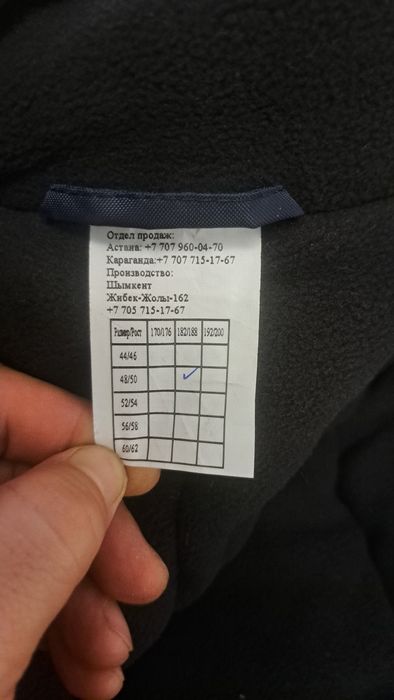 Отдел продаж:
Астана: +7 707 960-04-70
Караганда:+7 707 715-17-67
Производство:
Шымкент
Жибек-Жолы-162
+7 705 715-17-67
Размер/Рост 170/176 182/188 192/200
44/46
48/50 ✓
52/54
56/58
60/62